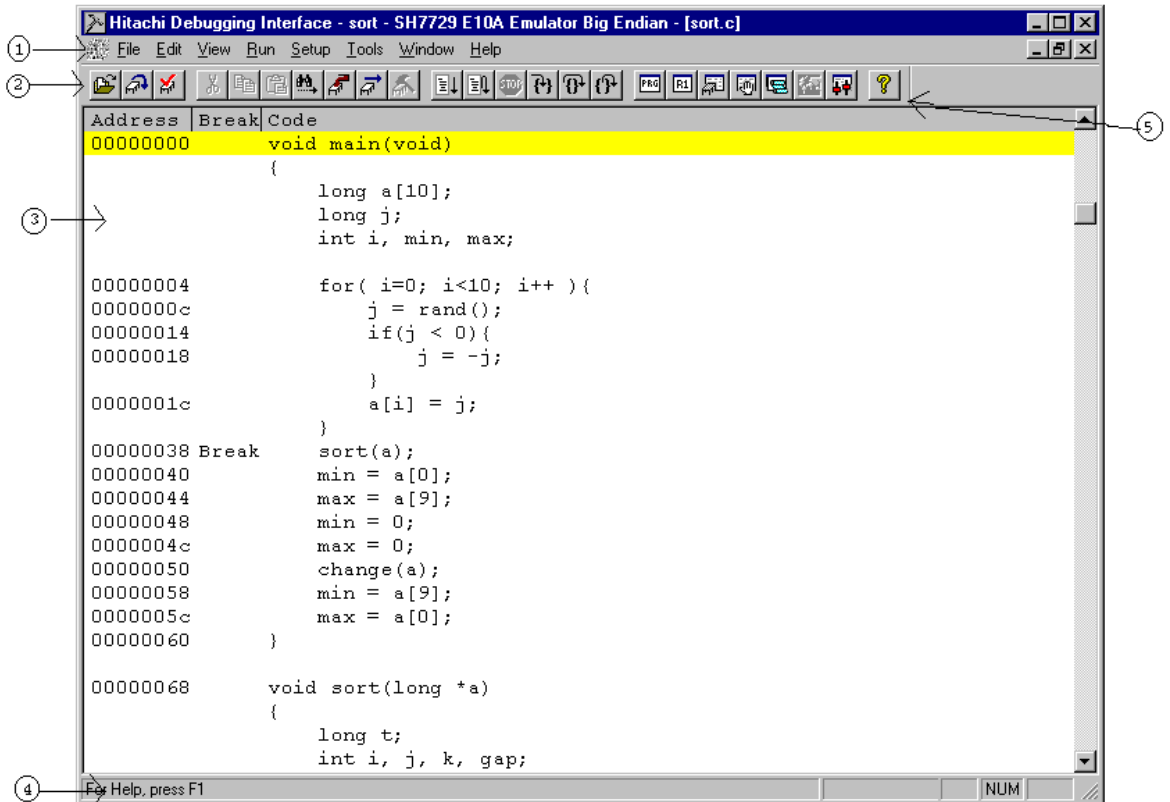 Hitachi Debugging Interface - sort - SH7729 E10A Emulator Big Endian - [sort.c]
1
File Edit View Run Setup Tools Window Help
2
STOP PRG R1 ?
5
Address Break Code
00000000 void main(void)
{
long a[10];
3
long j;
int i, min, max;
00000004 for( i=0; i<10; i++ ){
0000000c j = rand();
00000014 if(j < 0){
00000018 j = -j;
}
0000001c a[i] = j;
}
00000038 Break sort(a);
00000040 min = a[0];
00000044 max = a[9];
00000048 min = 0;
0000004c max = 0;
00000050 change(a);
00000058 min = a[9];
0000005c max = a[0];
00000060 }
00000068 void sort(long *a)
{
long t;
int i, j, k, gap;
4
For Help, press F1 NUM